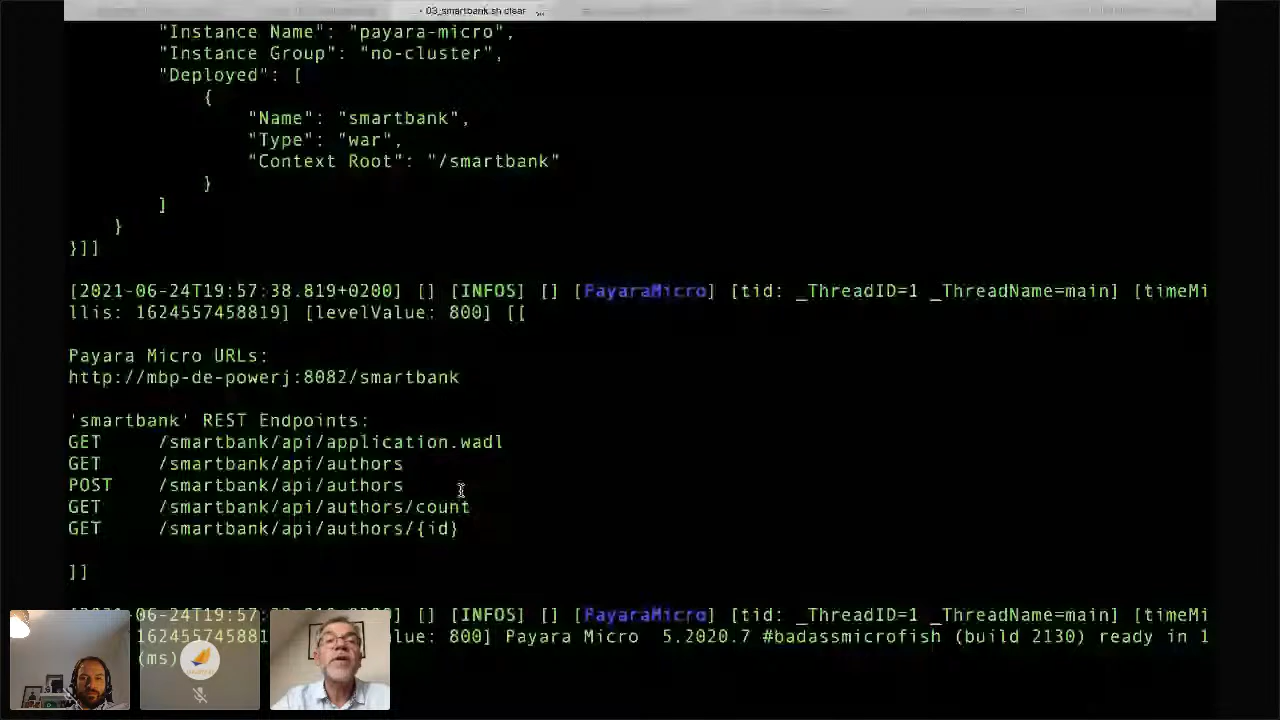 • 03_smartbank.sh clear
"Instance Name": "payara-micro",
"Instance Group": "no-cluster",
"Deployed": [
{
"Name": "smartbank",
"Type": "war",
"Context Root": "/smartbank"
}
]
}
}]]
[2021-06-24T19:57:38.819+0200] [] [INFOS] [] [PayaraMicro] [tid: _ThreadID=1 _ThreadName=main] [timeMi
llis: 1624557458819] [levelValue: 800] [[
Payara Micro URLs:
http://mbp-de-powerj:8082/smartbank
'smartbank' REST Endpoints:
GET /smartbank/api/application.wadl
GET /smartbank/api/authors
POST /smartbank/api/authors
GET /smartbank/api/authors/count
GET /smartbank/api/authors/{id}
]]
[] [INFOS] [] [PayaraMicro] [tid: _ThreadID=1 _ThreadName=main] [timeMi
800] Payara Micro 5.2020.7 #badassmicrofish (build 2130) ready in 1
(ms)